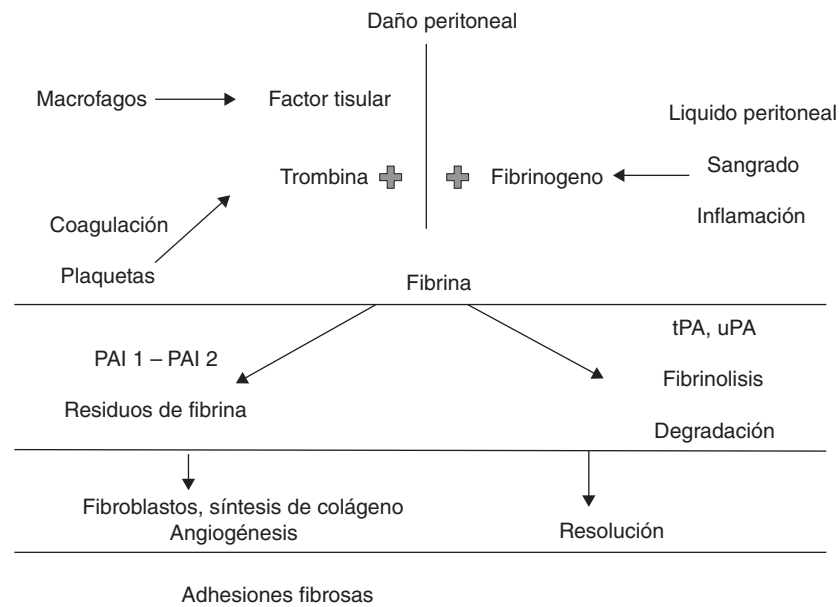 Daño peritoneal
Macrofagos
Factor tisular
Liquido peritoneal
Trombina
Fibrinogeno
Sangrado
Inflamación
Coagulación
Plaquetas
Fibrina
PAI 1 – PAI 2
Residuos de fibrina
tPA, uPA
Fibrinolisis
Degradación
Fibroblastos, síntesis de colágeno
Angiogénesis
Resolución
Adhesiones fibrosas